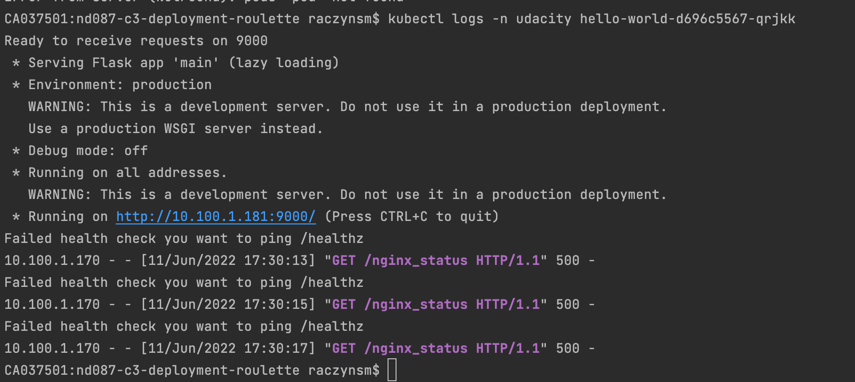 CA037501:nd087-c3-deployment-roulette raczynsm$ kubectl logs -n udacity hello-world-d696c5567-qrjkk
Ready to receive requests on 9000
 * Serving Flask app 'main' (lazy loading)
 * Environment: production
   WARNING: This is a development server. Do not use it in a production deployment.
   Use a production WSGI server instead.
 * Debug mode: off
 * Running on all addresses.
   WARNING: This is a development server. Do not use it in a production deployment.
 * Running on http://10.100.1.181:9000/ (Press CTRL+C to quit)
Failed health check you want to ping /healthz
10.100.1.170 - - [11/Jun/2022 17:30:13] "GET /nginx_status HTTP/1.1" 500 -
Failed health check you want to ping /healthz
10.100.1.170 - - [11/Jun/2022 17:30:15] "GET /nginx_status HTTP/1.1" 500 -
Failed health check you want to ping /healthz
10.100.1.170 - - [11/Jun/2022 17:30:17] "GET /nginx_status HTTP/1.1" 500 -
CA037501:nd087-c3-deployment-roulette raczynsm$